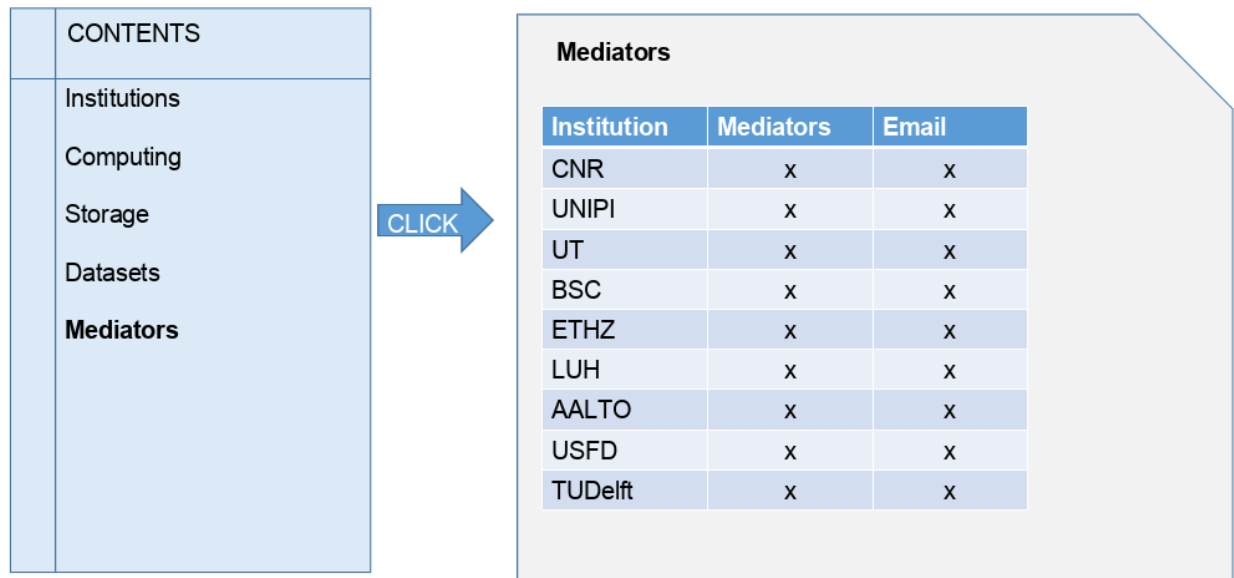 CONTENTS
Institutions
Computing
Storage
Datasets
Mediators
CLICK
Mediators
Institution Mediators Email
CNR x x
UNIPI x x
UT x x
BSC x x
ETHZ x x
LUH x x
AALTO x x
USFD x x
TUDelft x x